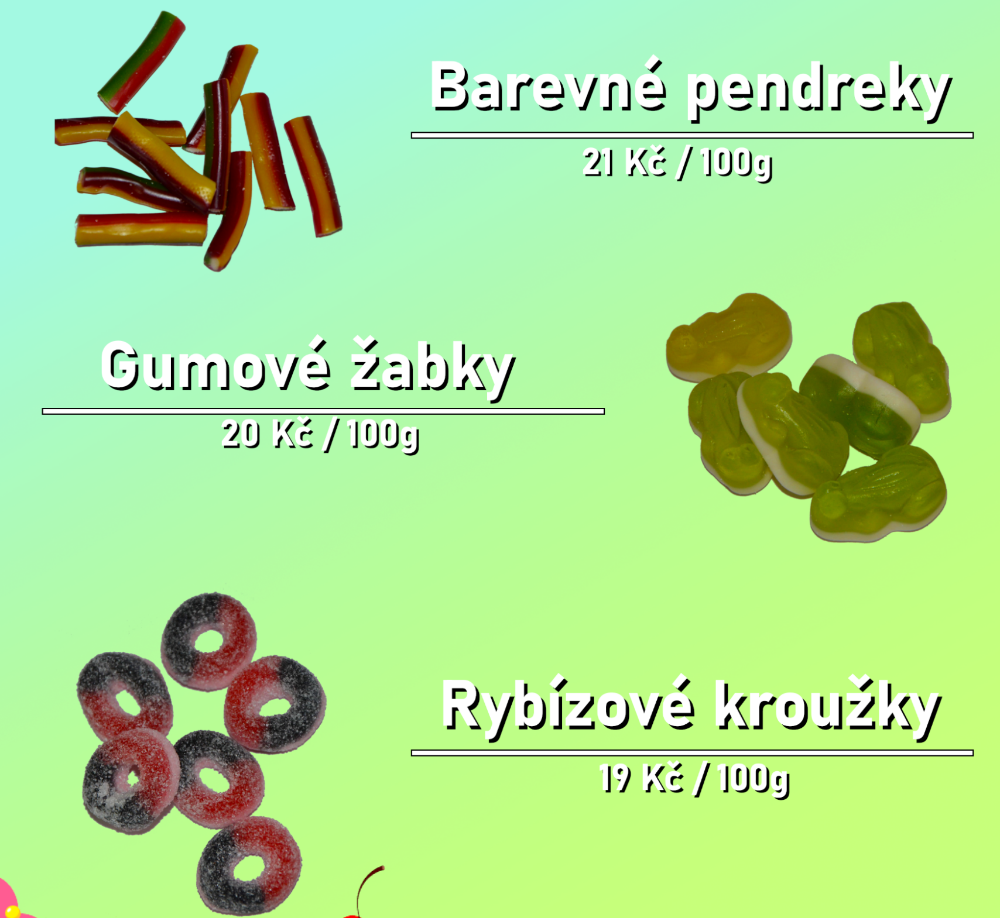 Barevné pendreky
21 Kč / 100g
Gumové žabky
20 Kč / 100g
Rybízové kroužky
19 Kč / 100g